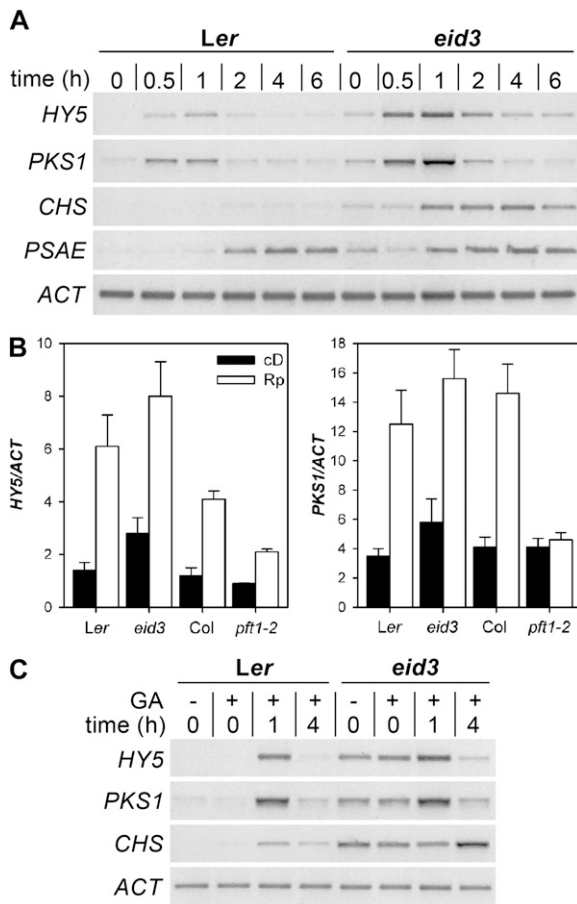 A
Ler eid3
time (h) 0 0.5 1 2 4 6 0 0.5 1 2 4 6
HY5
PKS1
CHS
PSAE
ACT
B
HY5/ACT
10
8
6
4
2
0
cD
Rp
Ler eid3 Col pft1-2
PKS1/ACT
18
16
14
12
10
8
6
4
2
0
Ler eid3 Col pft1-2
C
Ler eid3
GA - + + + - + + +
time (h) 0 0 1 4 0 0 1 4
HY5
PKS1
CHS
ACT